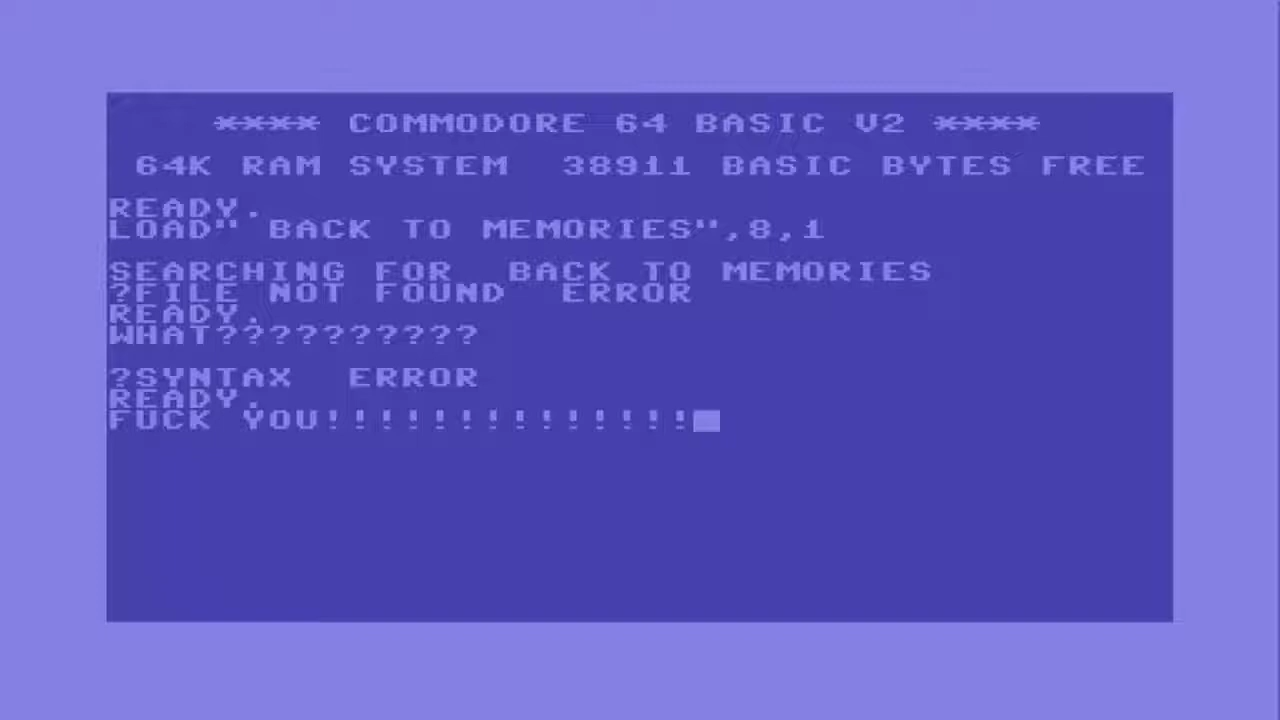 **** COMMODORE 64 BASIC V2 ****
64K RAM SYSTEM  38911 BASIC BYTES FREE
READY.
LOAD" BACK TO MEMORIES",8,1
SEARCHING FOR  BACK TO MEMORIES
?FILE NOT FOUND  ERROR
READY.
WHAT??????????
?SYNTAX  ERROR
READY.
FUCK YOU!!!!!!!!!!!!!!